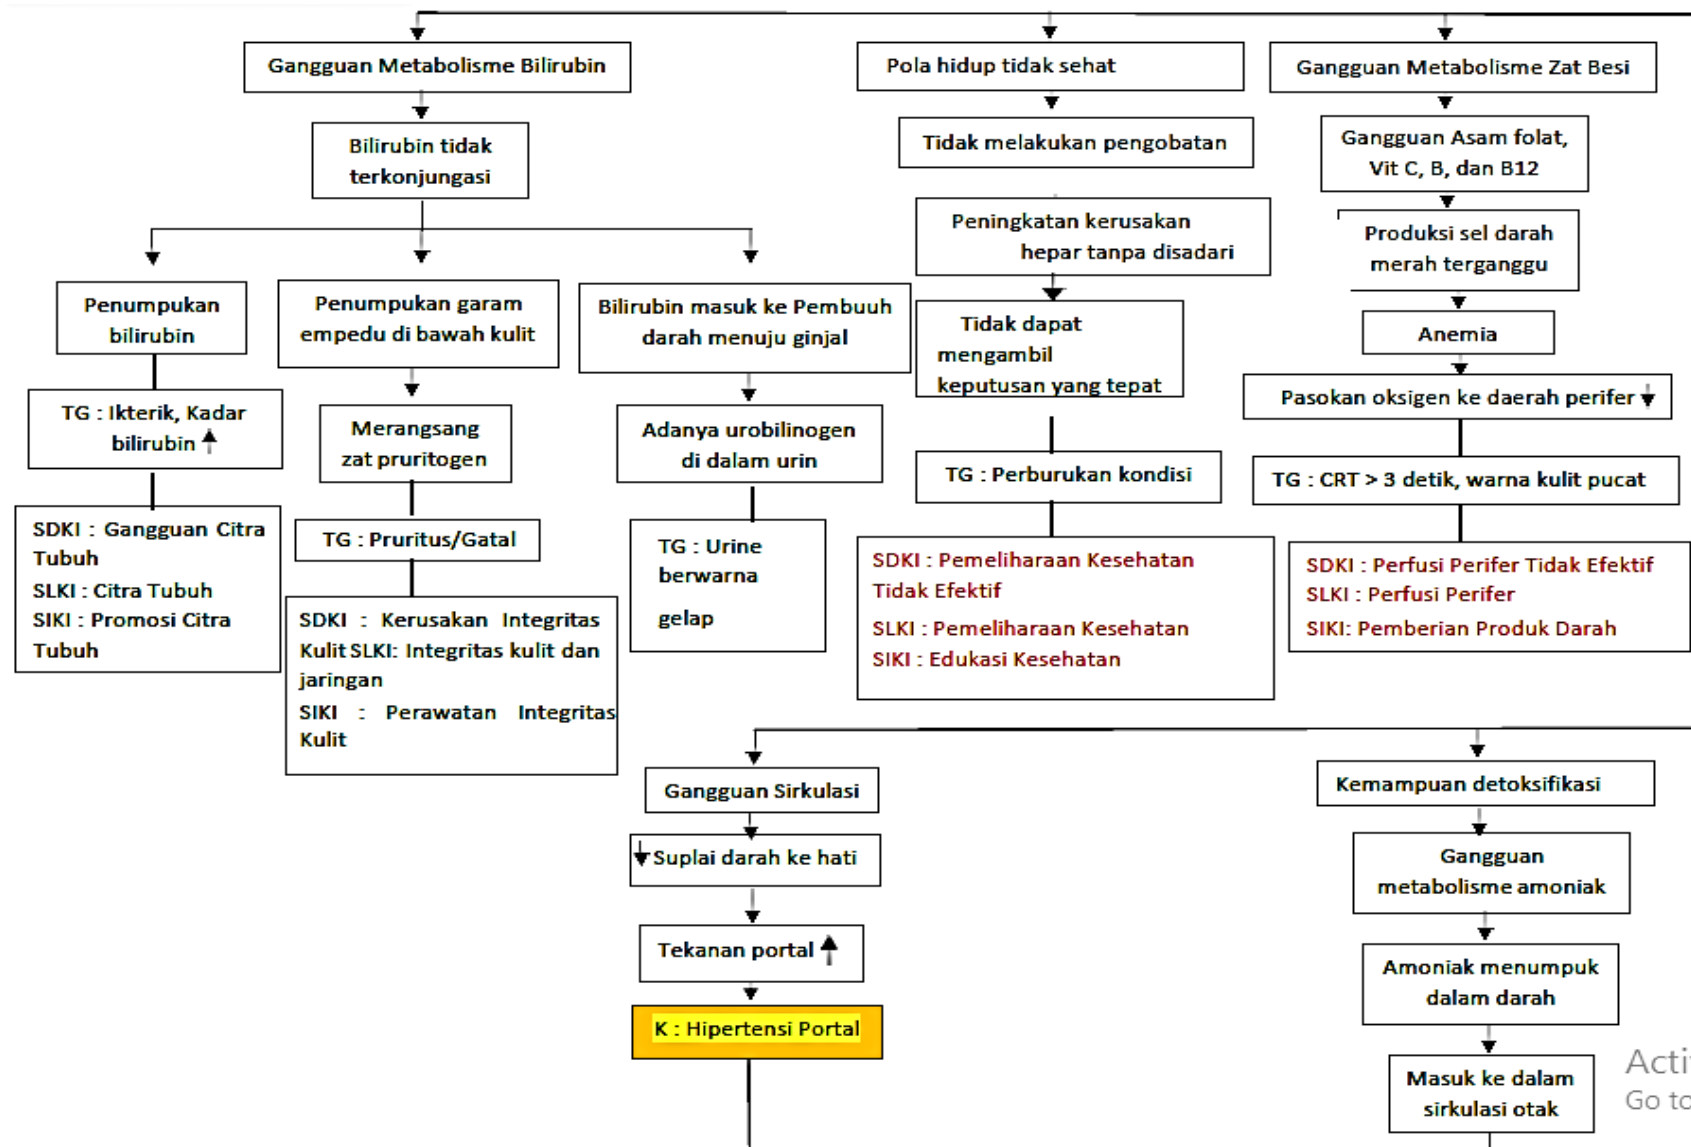 Gangguan Metabolisme Bilirubin
Pola hidup tidak sehat
Gangguan Metabolisme Zat Besi
Bilirubin tidak
terkonjungasi
Tidak melakukan pengobatan
Gangguan Asam folat,
Vit C, B, dan B12
Peningkatan kerusakan
hepar tanpa disadari
Produksi sel darah
merah terganggu
Penumpukan
bilirubin
Penumpukan garam
empedu di bawah kulit
Bilirubin masuk ke Pembuuh
darah menuju ginjal
Tidak dapat
mengambil
keputusan yang tepat
Anemia
Pasokan oksigen ke daerah perifer
TG : Ikterik, Kadar
bilirubin
Merangsang
zat pruritogen
Adanya urobilinogen
di dalam urin
TG : Perburukan kondisi
TG : CRT > 3 detik, warna kulit pucat
SDKI : Gangguan Citra
Tubuh
SLKI : Citra Tubuh
SIKI : Promosi Citra
Tubuh
TG : Pruritus/Gatal
SDKI : Kerusakan Integritas
Kulit SLKI: Integritas kulit dan
jaringan
SIKI : Perawatan Integritas
Kulit
TG : Urine
berwarna
gelap
SDKI : Pemeliharaan Kesehatan
Tidak Efektif
SLKI : Pemeliharaan Kesehatan
SIKI : Edukasi Kesehatan
SDKI : Perfusi Perifer Tidak Efektif
SLKI : Perfusi Perifer
SIKI: Pemberian Produk Darah
Gangguan Sirkulasi
Suplai darah ke hati
Tekanan portal
K : Hipertensi Portal
Kemampuan detoksifikasi
Gangguan
metabolisme amoniak
Amoniak menumpuk
dalam darah
Masuk ke dalam
sirkulasi otak
Go to